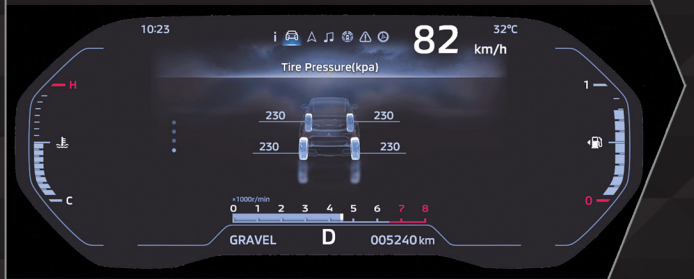 10:23
i
82 km/h
32°C
Tire Pressure(kpa)
H
1
230 230
230 230
C
0
×1000r/min
0 1 2 3 4 5 6 7 8
GRAVEL D 005240 km